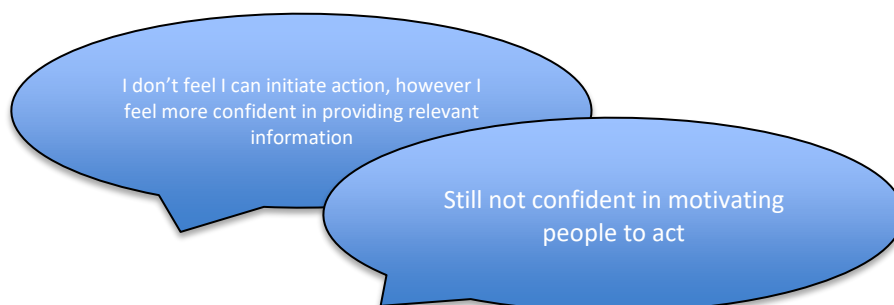 I don’t feel I can initiate action, however I
feel more confident in providing relevant
information
Still not confident in motivating
people to act